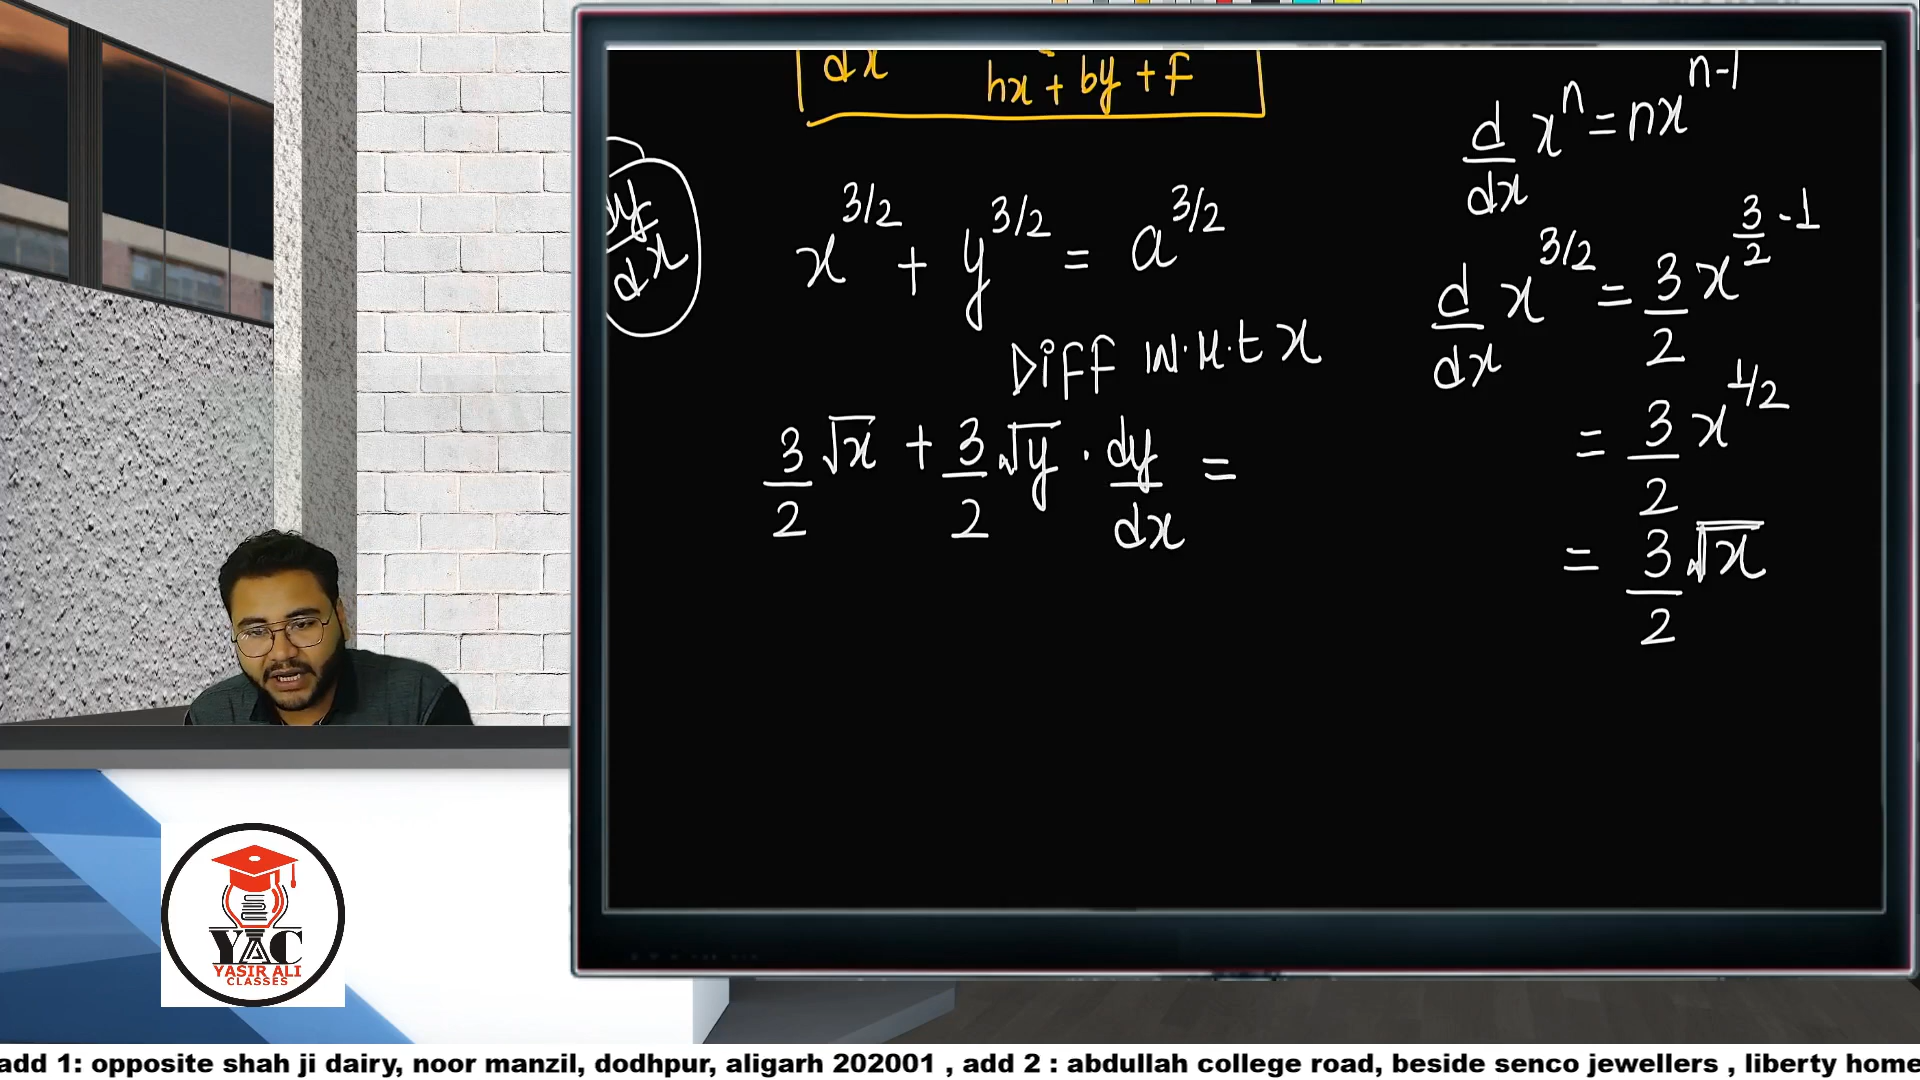 dx hx + by + f
dy/dx
x^{3/2} + y^{3/2} = a^{3/2}
Diff w.r.t x
3/2 √x + 3/2 √y · dy/dx =
d/dx x^n = nx^{n-1}
d/dx x^{3/2} = 3/2 x^{3/2 - 1}
= 3/2 x^{1/2}
= 3/2 √x
YAC
YASIR ALI
CLASSES
add 1: opposite shah ji dairy, noor manzil, dodhpur, aligarh 202001 , add 2 : abdullah college road, beside senco jewellers , liberty home